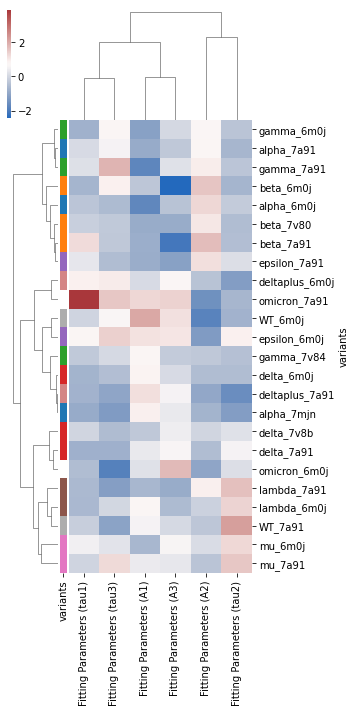 2
0
−2
gamma_6m0j
alpha_7a91
gamma_7a91
beta_6m0j
alpha_6m0j
beta_7v80
beta_7a91
epsilon_7a91
deltaplus_6m0j
omicron_7a91
WT_6m0j
epsilon_6m0j
gamma_7v84
delta_6m0j
deltaplus_7a91
alpha_7mjn
delta_7v8b
delta_7a91
omicron_6m0j
lambda_7a91
lambda_6m0j
WT_7a91
mu_6m0j
mu_7a91
variants
variants
Fitting Parameters (tau1)
Fitting Parameters (tau3)
Fitting Parameters (A1)
Fitting Parameters (A3)
Fitting Parameters (A2)
Fitting Parameters (tau2)